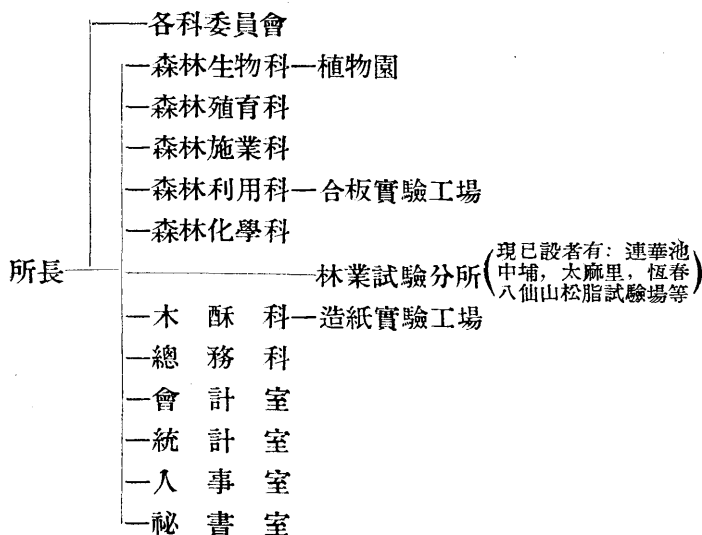 各科委員會
森林生物科—植物園
森林殖育科
森林施業科
森林利用科—合板實驗工場
森林化學科
所長
林業試驗分所(現已設者有：連華池
中埔，太麻里，恆春
八仙山松脂試驗場等)
木酥科—造紙實驗工場
總務科
會計室
統計室
人事室
祕書室